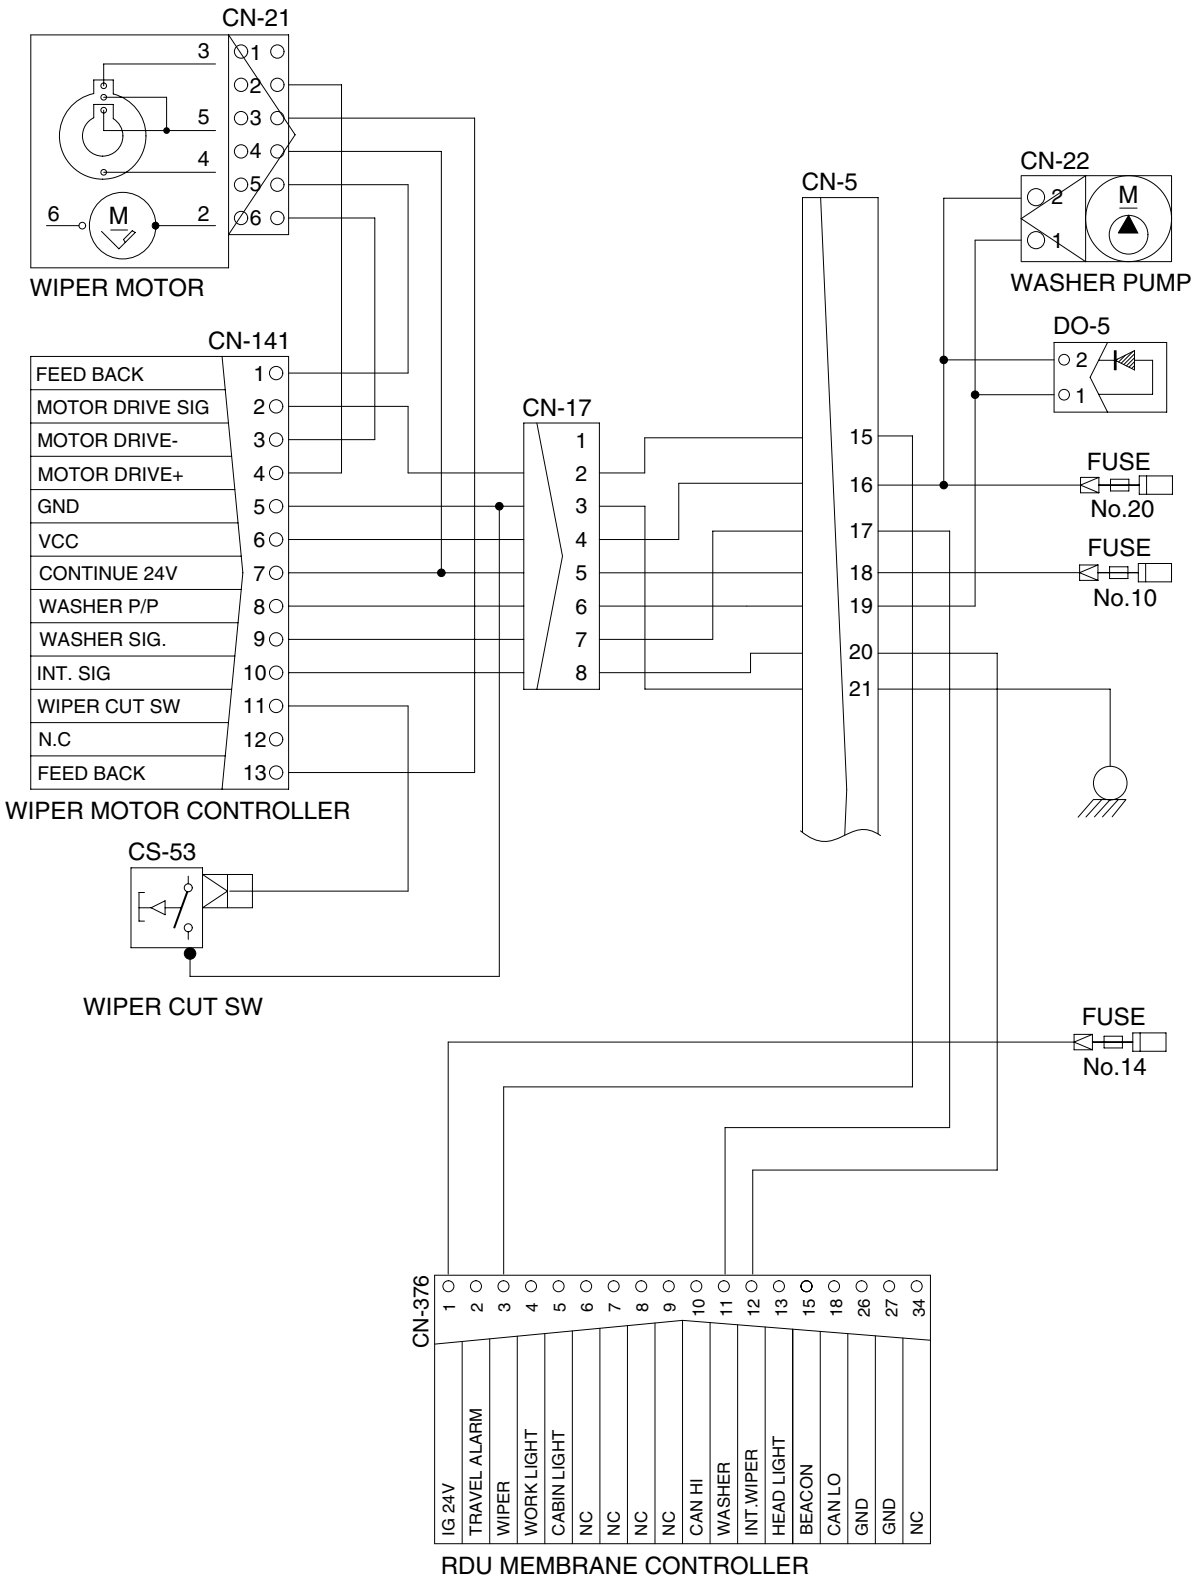 CN-21
3
1
2
5
3
4
4
5
6
M
2
6
WIPER MOTOR
CN-141
FEED BACK 1
MOTOR DRIVE SIG 2
MOTOR DRIVE- 3
MOTOR DRIVE+ 4
GND 5
VCC 6
CONTINUE 24V 7
WASHER P/P 8
WASHER SIG. 9
INT. SIG 10
WIPER CUT SW 11
N.C 12
FEED BACK 13
WIPER MOTOR CONTROLLER
CS-53
WIPER CUT SW
CN-17
1
2
3
4
5
6
7
8
CN-5
15
16
17
18
19
20
21
CN-22
2
1
M
WASHER PUMP
DO-5
2
1
FUSE
No.20
FUSE
No.10
FUSE
No.14
CN-376
1 IG 24V
2 TRAVEL ALARM
3 WIPER
4 WORK LIGHT
5 CABIN LIGHT
6 NC
7 NC
8 NC
9 NC
10 CAN HI
11 WASHER
12 INT.WIPER
13 HEAD LIGHT
15 BEACON
18 CAN LO
26 GND
27 GND
34 NC
RDU MEMBRANE CONTROLLER